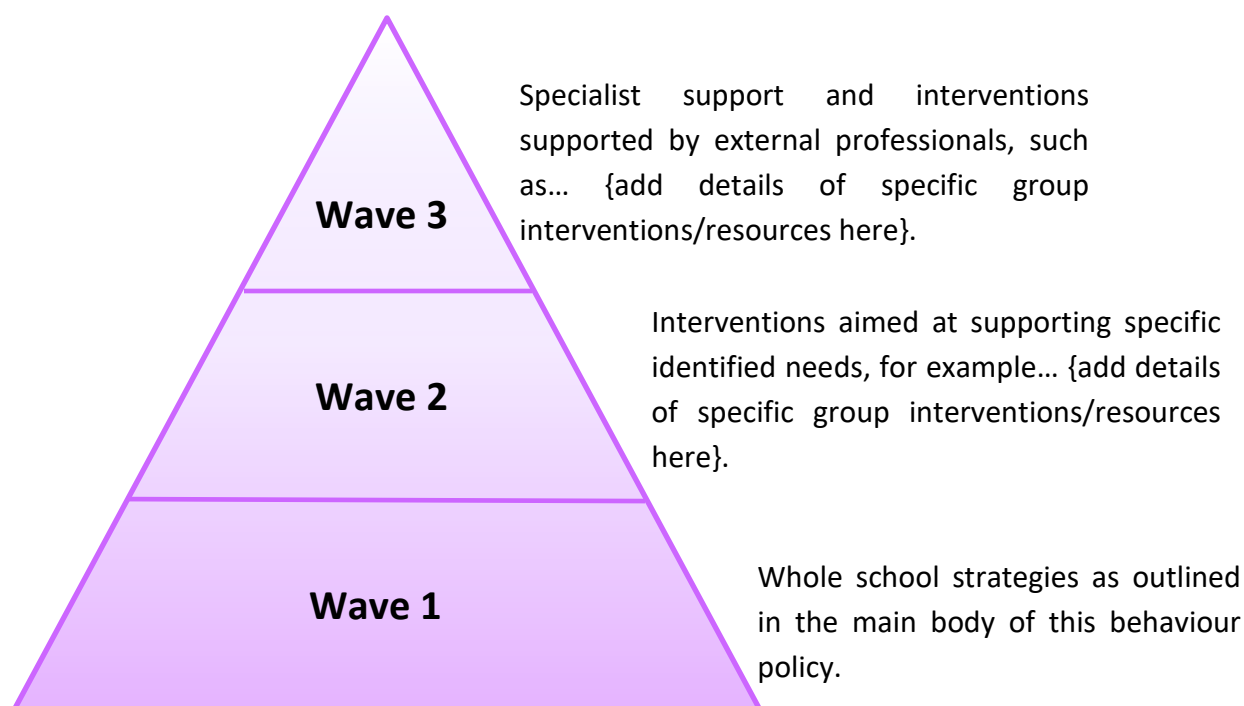 Specialist support and interventions
supported by external professionals, such
as… {add details of specific group
interventions/resources here}.
Wave 3
Interventions aimed at supporting specific
identified needs, for example… {add details
of specific group interventions/resources
here}.
Wave 2
Whole school strategies as outlined
in the main body of this behaviour
policy.
Wave 1